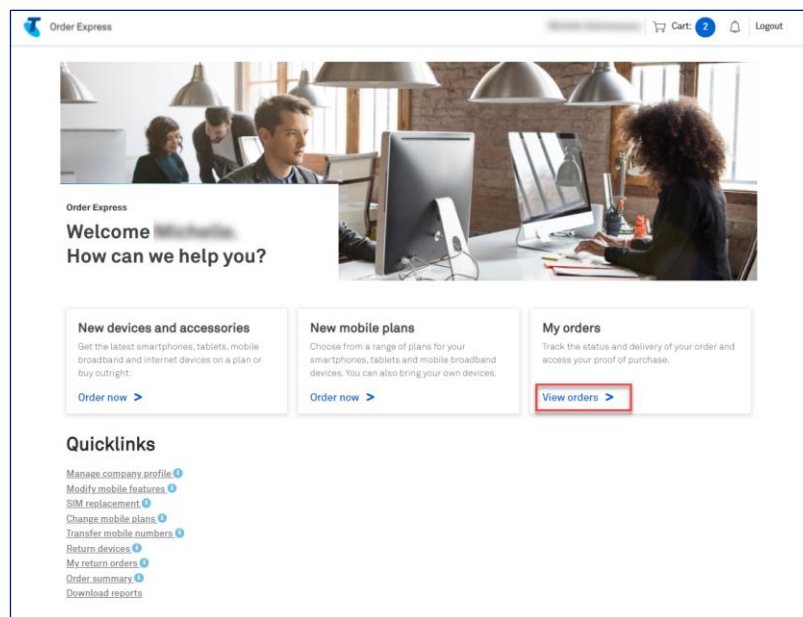 Order Express
Cart: 2
Logout
Order Express
Welcome
How can we help you?
New devices and accessories
Get the latest smartphones, tablets, mobile
broadband and internet devices on a plan or
buy outright.
Order now >
New mobile plans
Choose from a range of plans for your
smartphones, tablets and mobile broadband
devices. You can also bring your own devices.
Order now >
My orders
Track the status and delivery of your order and
access your proof of purchase.
View orders >
Quicklinks
Manage company profile
Modify mobile features
SIM replacement
Change mobile plans
Transfer mobile numbers
Return devices
My return orders
Order summary
Download reports